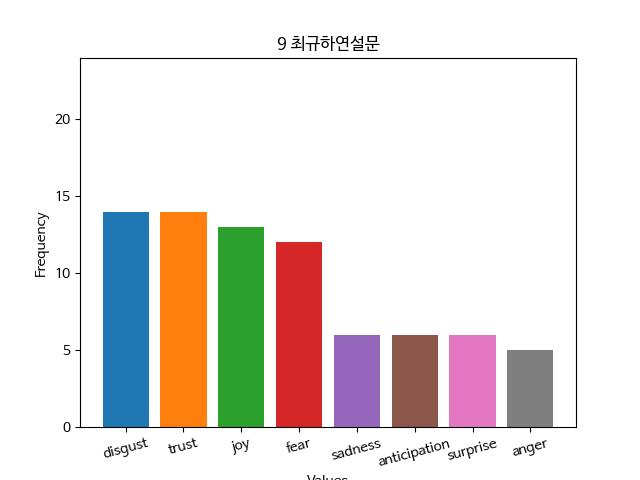 9 최규하연설문
Frequency
20
15
10
5
0
disgust
trust
joy
fear
sadness
anticipation
surprise
anger
Values